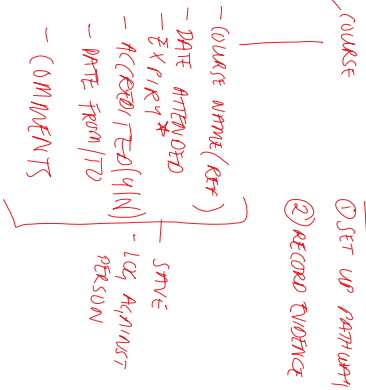 - COURSE
- COURSE NAME/(REF)
- DATE ATTENDED
- EXPIRY *
- ACCREDITED (Y/N)
- DATE FROM/TO
- COMMENTS
SAVE
- LOG AGAINST
PERSON
① SET UP PATHWAY
② RECORD EVIDENCE